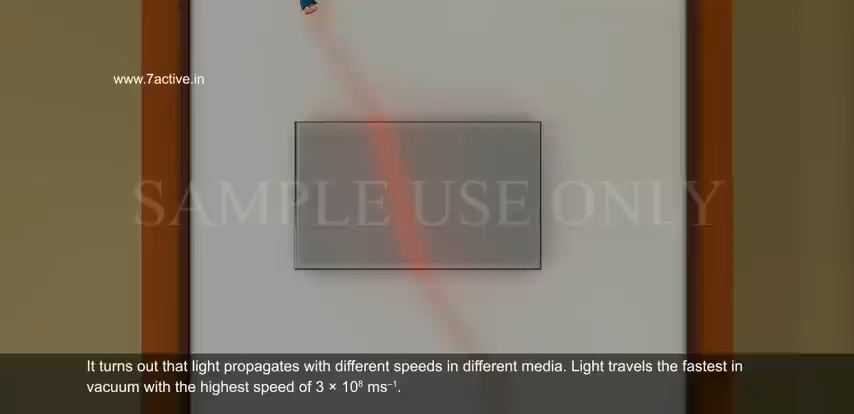 www.7active.in
SAMPLE USE ONLY
It turns out that light propagates with different speeds in different media. Light travels the fastest in
vacuum with the highest speed of 3 × 10⁸ ms⁻¹.